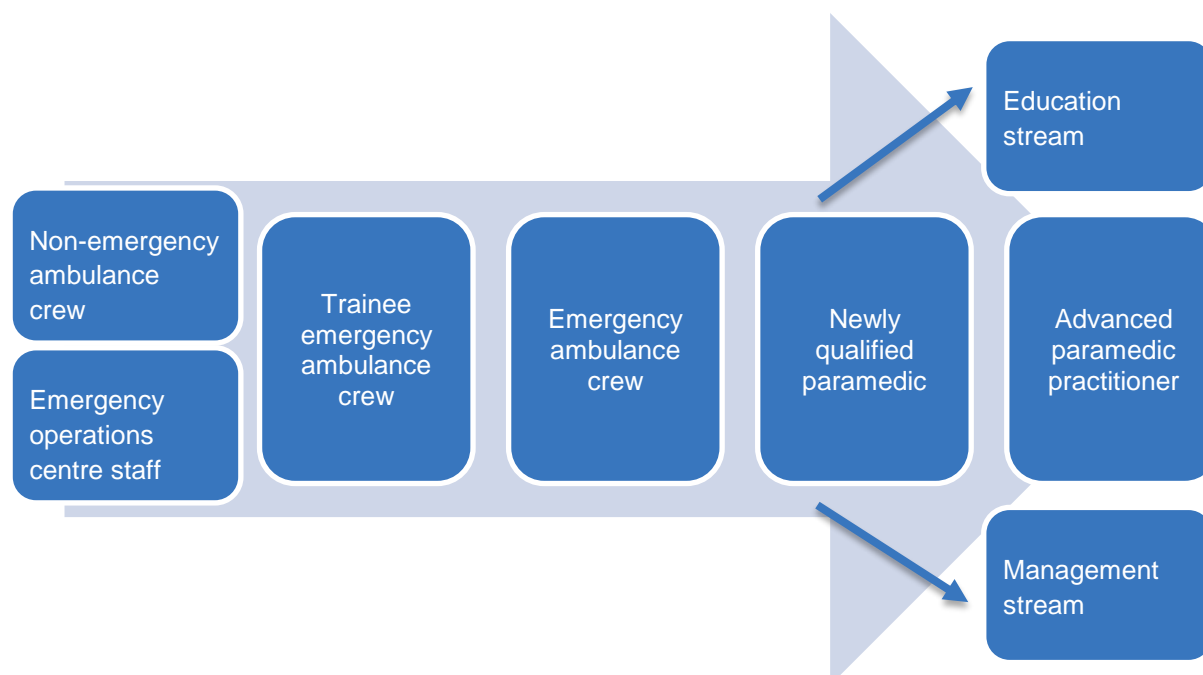 Non-emergency
ambulance
crew
Emergency
operations
centre staff
Trainee
emergency
ambulance
crew
Emergency
ambulance
crew
Newly
qualified
paramedic
Education
stream
Advanced
paramedic
practitioner
Management
stream